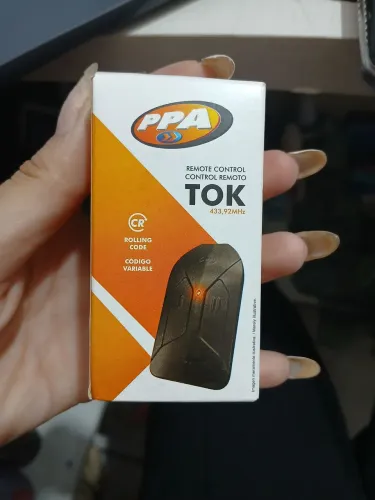 PPA
REMOTE CONTROL
CONTROL REMOTO
TOK
433,92MHz
CR
ROLLING
CODE
CÓDIGO
VARIABLE